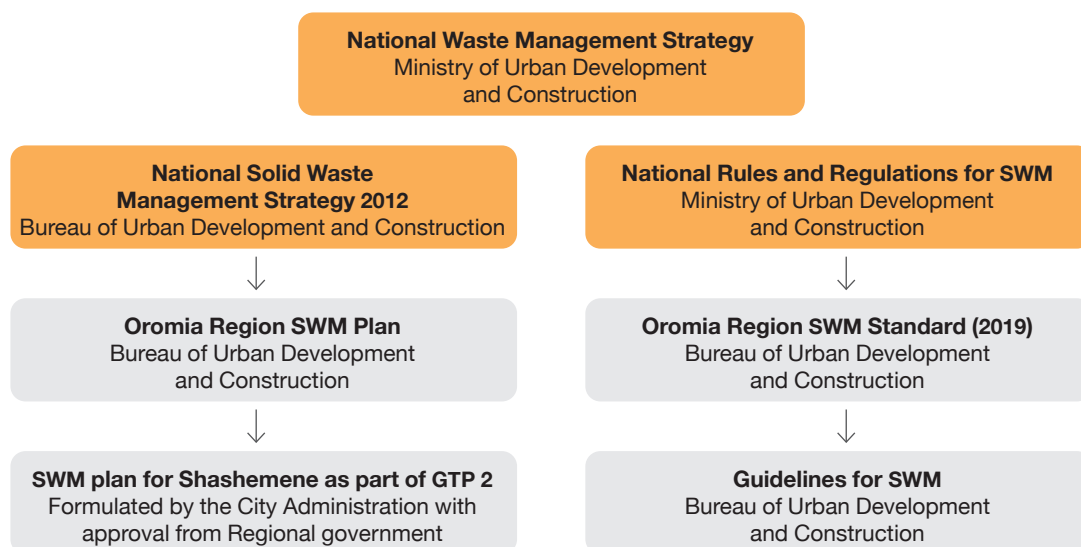 National Waste Management Strategy
Ministry of Urban Development
and Construction
National Solid Waste
Management Strategy 2012
Bureau of Urban Development and Construction
National Rules and Regulations for SWM
Ministry of Urban Development
and Construction
Oromia Region SWM Plan
Bureau of Urban Development
and Construction
Oromia Region SWM Standard (2019)
Bureau of Urban Development
and Construction
SWM plan for Shashemene as part of GTP 2
Formulated by the City Administration with
approval from Regional government
Guidelines for SWM
Bureau of Urban Development
and Construction